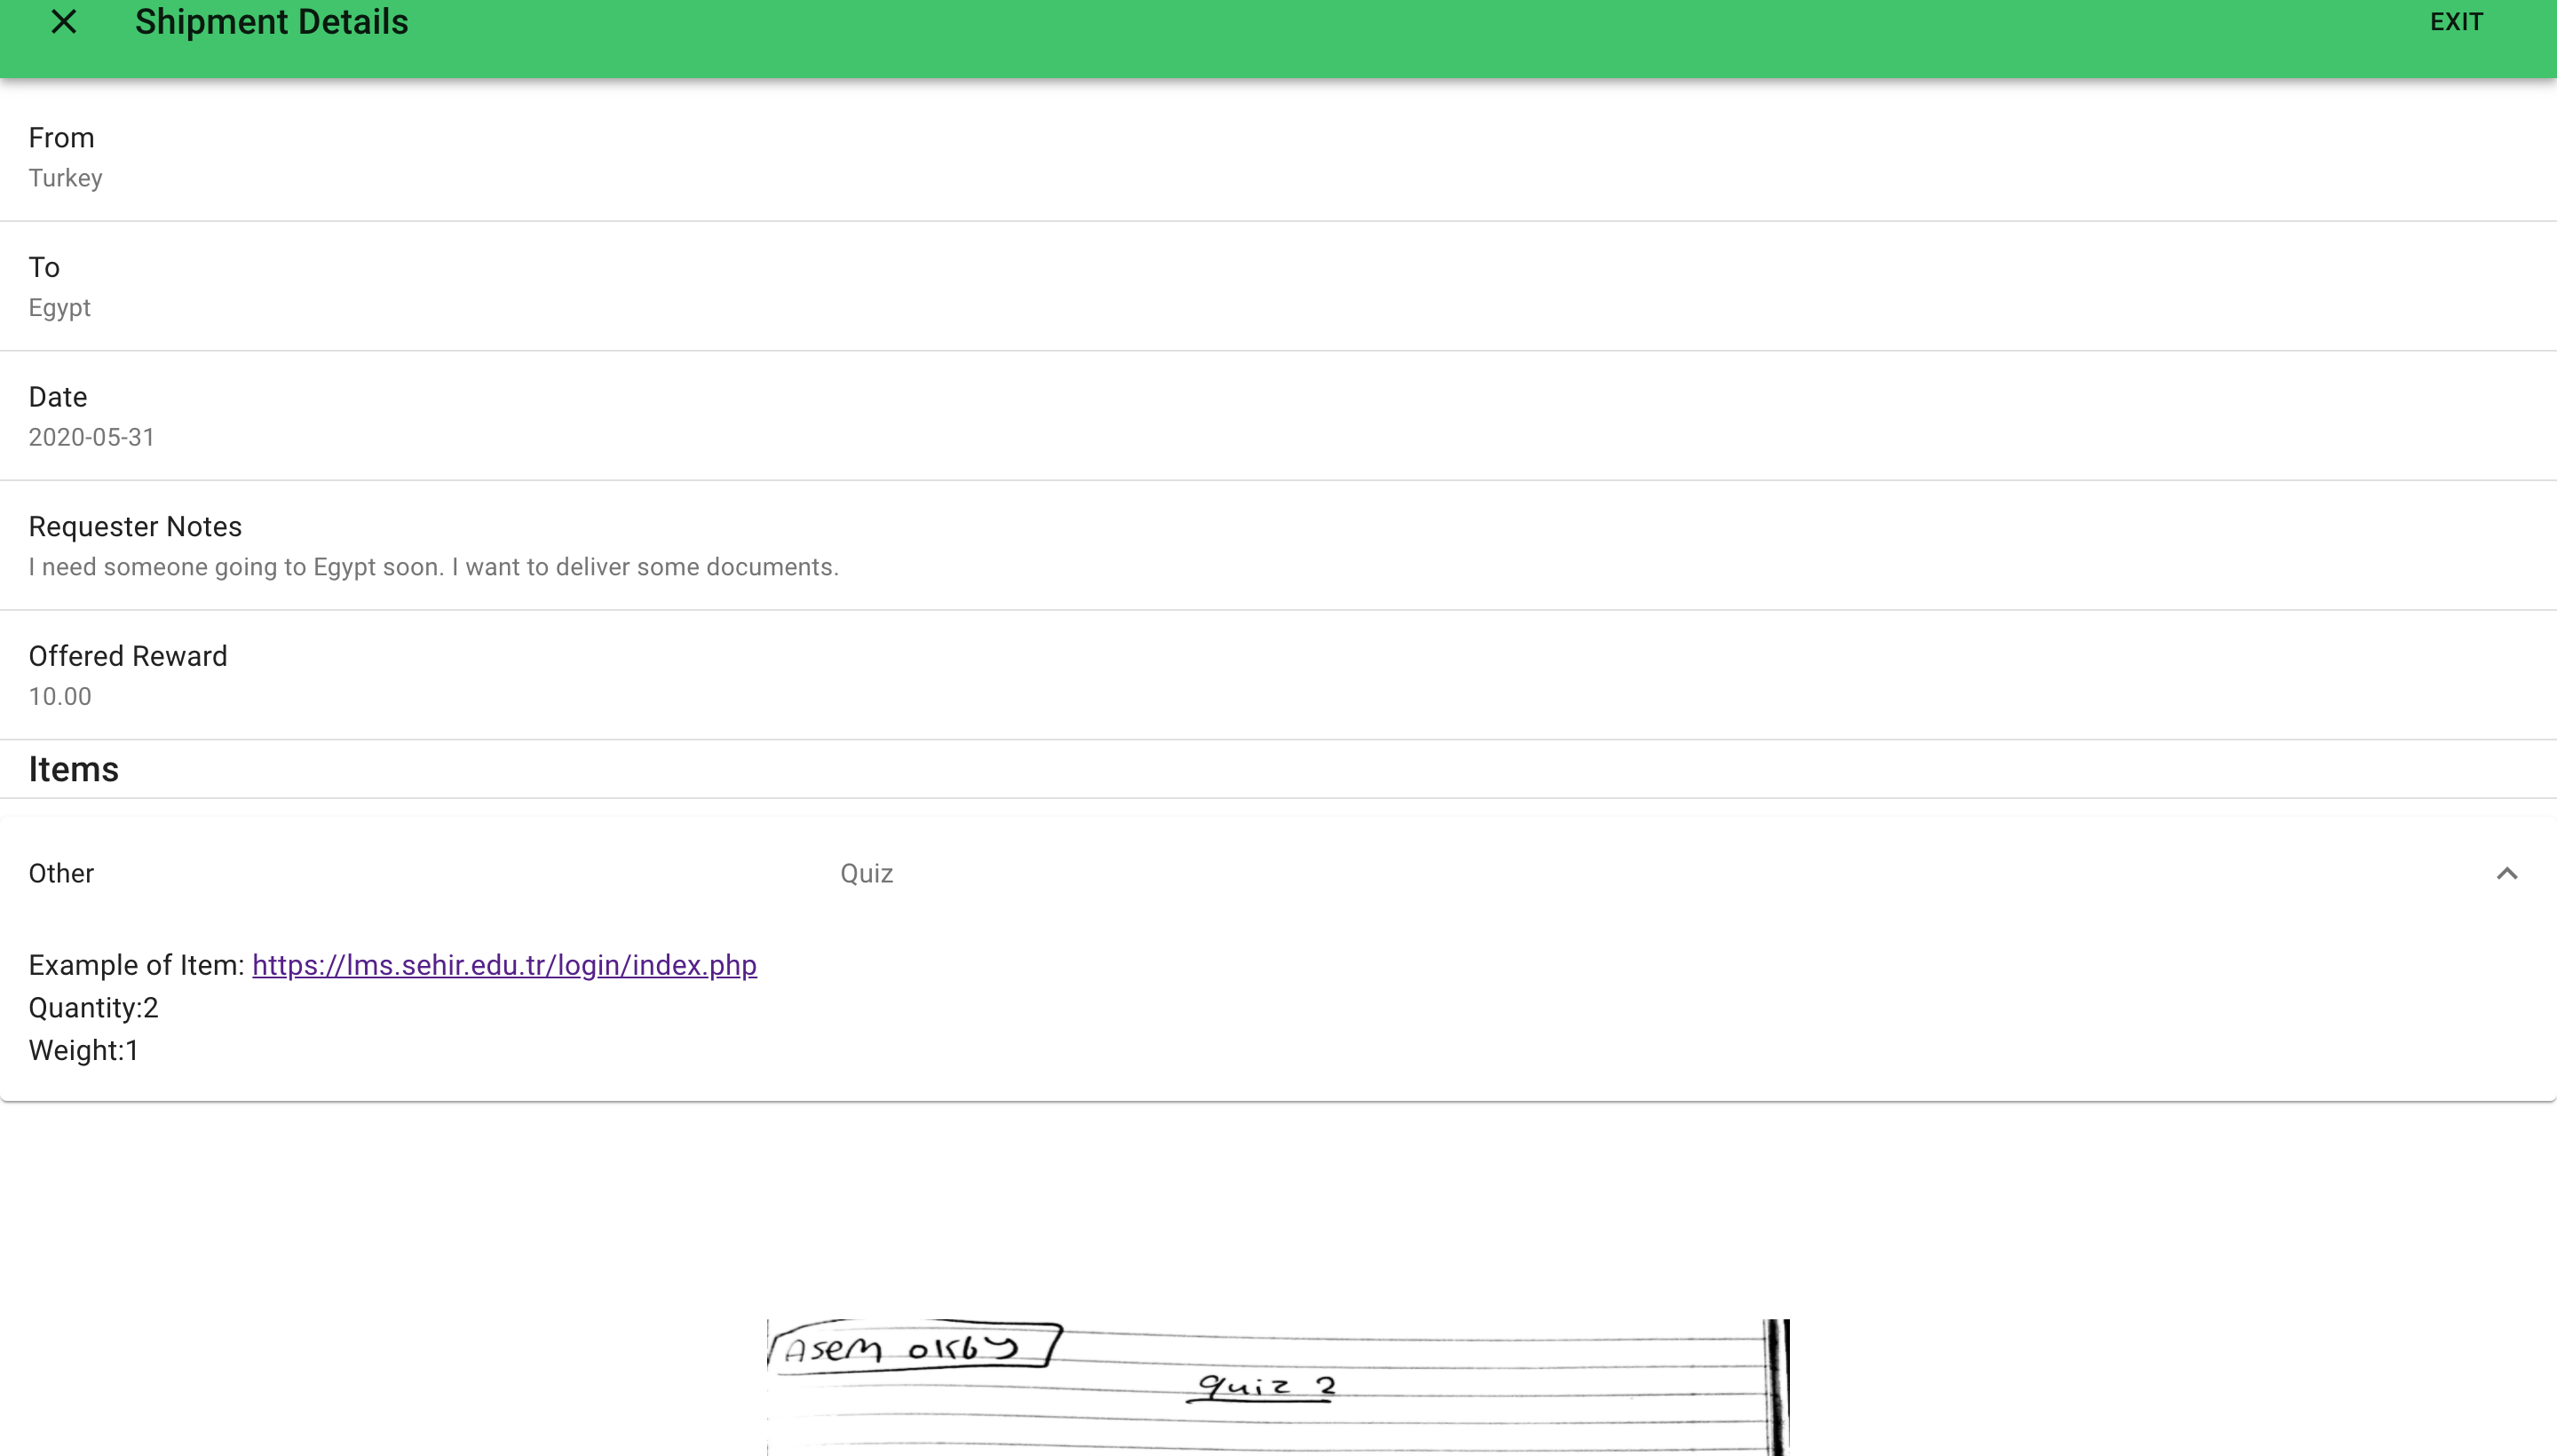 Shipment Details
EXIT
From
Turkey
To
Egypt
Date
2020-05-31
Requester Notes
I need someone going to Egypt soon. I want to deliver some documents.
Offered Reward
10.00
Items
Other Quiz
Example of Item: https://lms.sehir.edu.tr/login/index.php
Quantity:2
Weight:1
Asem okby
quiz 2